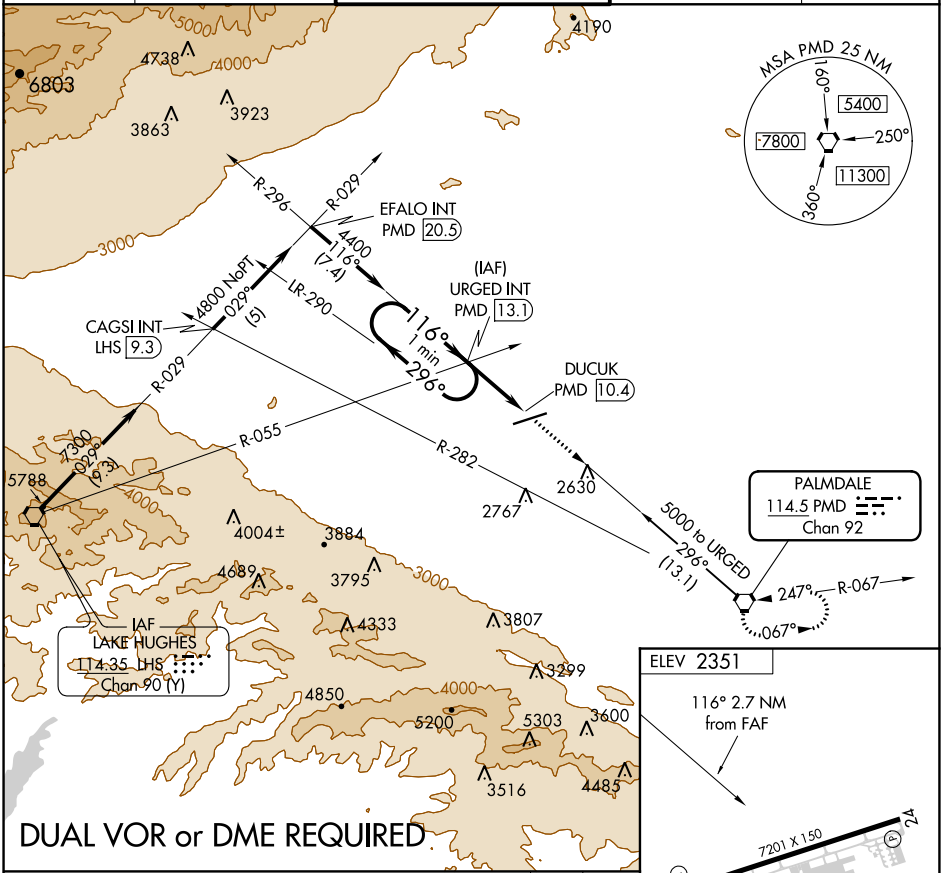 5000
4190
4738
4000
6803
3863
3923
MSA PMD 25 NM
160°
5400
7800
250°
11300
360°
R-296
R-029
3000
EFALO INT
PMD 20.5
4400
116°
(7.4)
(IAF)
URGED INT
PMD 13.1
4800 NoPT
029°
(5)
LR-290
CAGSI INT
LHS 9.3
116°
1 min
296°
DUCUK
PMD 10.4
R-029
R-055
R-282
7300
029°
(9.3)
5788
4000
2630
2767
PALMDALE
114.5 PMD
Chan 92
5000 to URGED
296°
(13.1)
4004±
3884
4689
3795
3000
247°
R-067
067°
IAF
LAKE HUGHES
114.35 LHS
Chan 90 (Y)
4333
3807
3299
ELEV 2351
4850
4000
5200
5303
3600
116° 2.7 NM
from FAF
3516
4485
24
7201 X 150
P
DUAL VOR or DME REQUIRED